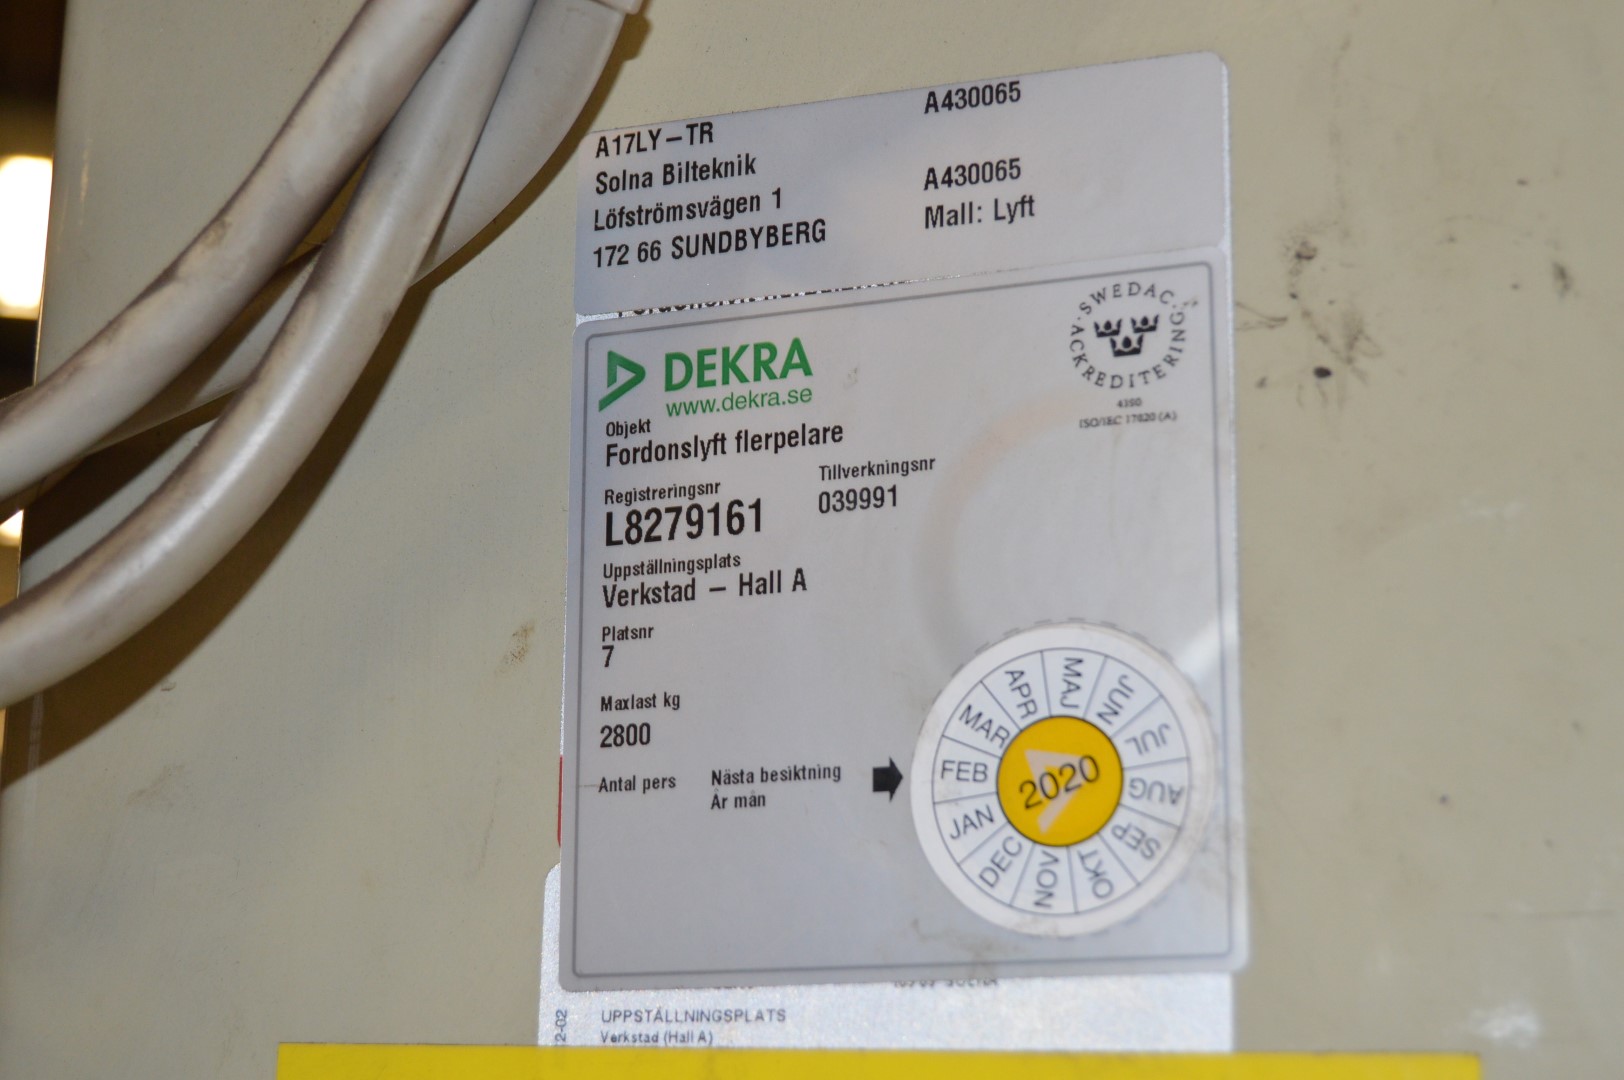 A430065
A17LY-TR
Solna Bilteknik
A430065
Löfströmsvägen 1
Mall: Lyft
172 66 SUNDBYBERG
DEKRA
www.dekra.se
SWEDAC
ACKREDITERING
4350
ISO/IEC 17020 (A)
Objekt
Fordonslyft flerpelare
Registreringsnr
Tillverkningsnr
L8279161
039991
Uppställningsplats
Verkstad – Hall A
Platsnr
7
Maxlast kg
2800
Antal pers
Nästa besiktning
År mån
JAN
FEB
MAR
APR
MAJ
JUN
JUL
AUG
SEP
OKT
NOV
DEC
2020
UPPSTÄLLNINGSPLATS
Verkstad (Hall A)
2-02